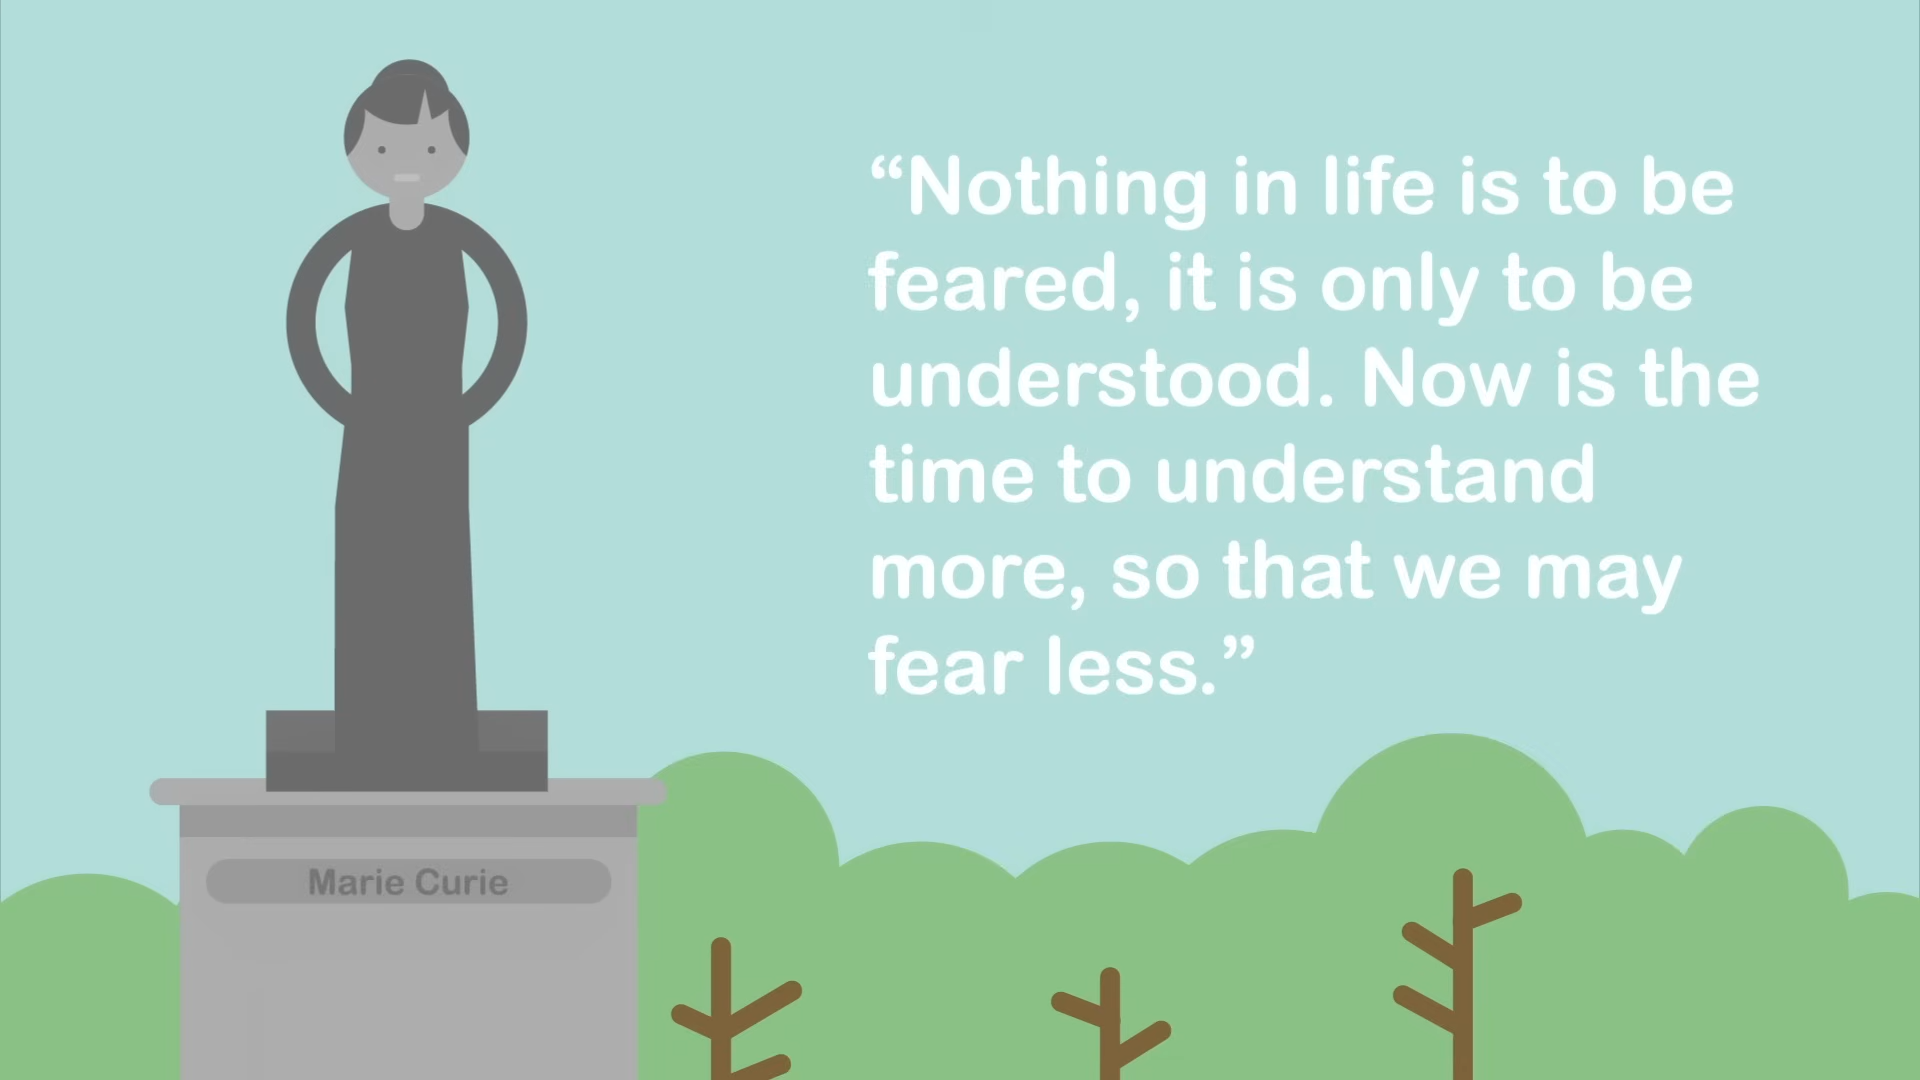 “Nothing in life is to be
feared, it is only to be
understood. Now is the
time to understand
more, so that we may
fear less.”
Marie Curie